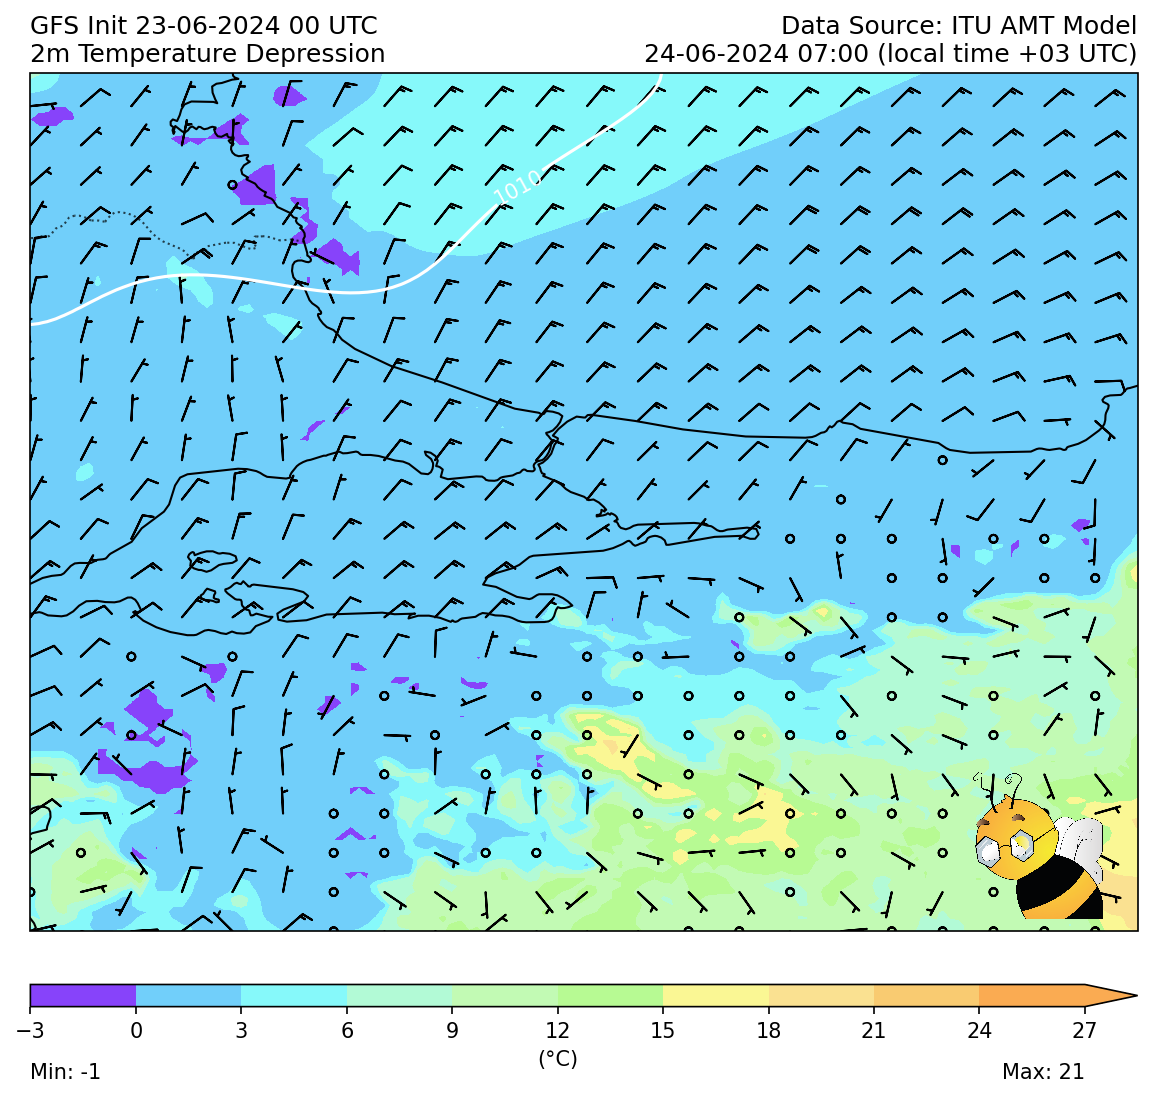 GFS Init 23-06-2024 00 UTC
Data Source: ITU AMT Model
2m Temperature Depression
24-06-2024 07:00 (local time +03 UTC)
1010
−3 0 3 6 9 12 15 18 21 24 27
(°C)
Min: -1
Max: 21